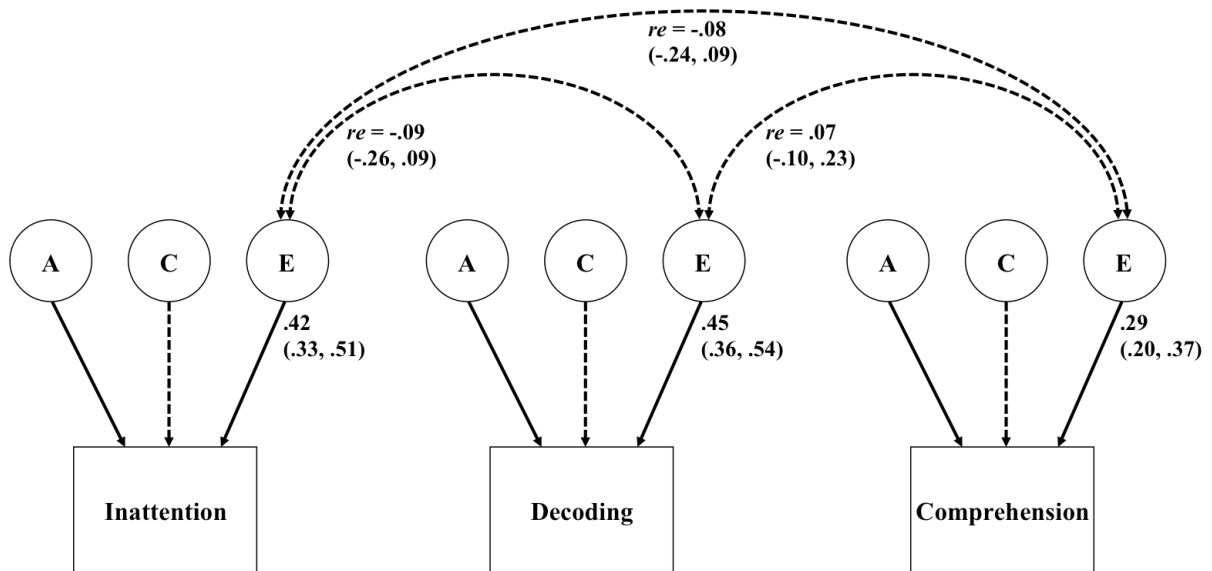 re = -.08
(-.24, .09)
re = -.09
(-.26, .09)
re = .07
(-.10, .23)
A C E A C E A C E
.42
(.33, .51)
.45
(.36, .54)
.29
(.20, .37)
Inattention
Decoding
Comprehension